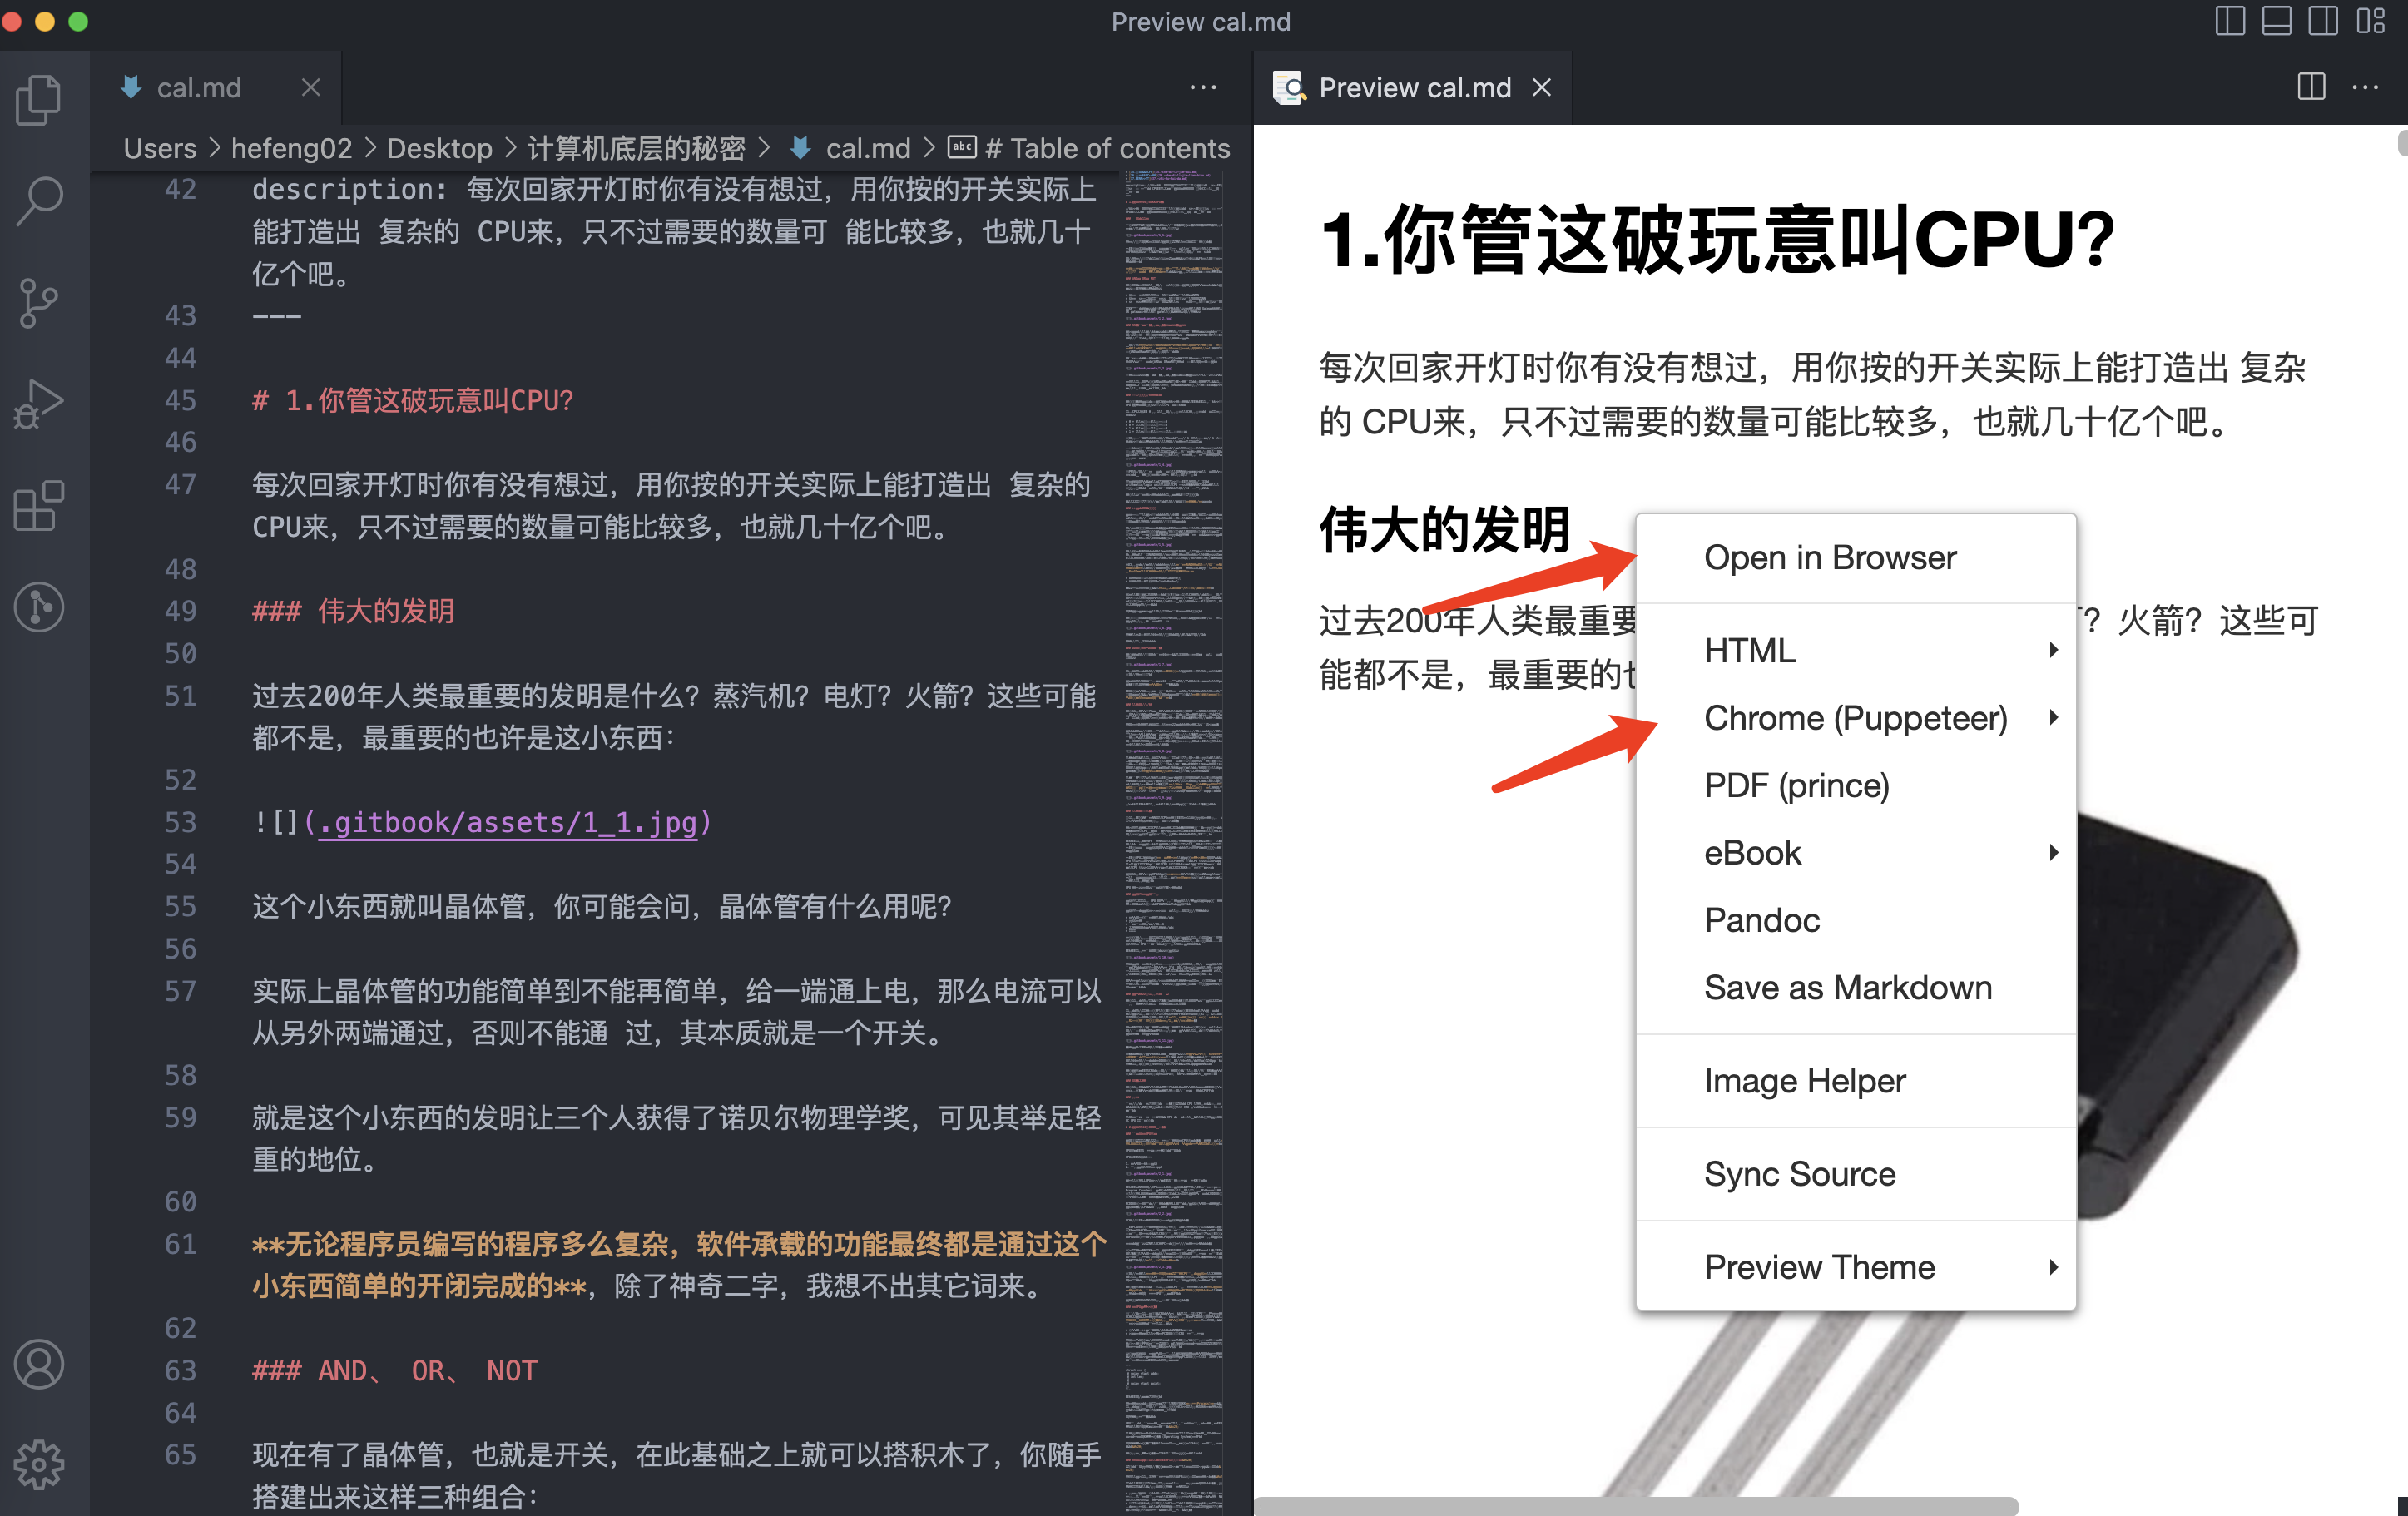 Preview cal.md
cal.md
Preview cal.md
Users > hefeng02 > Desktop > 计算机底层的秘密 > cal.md > # Table of contents
42 description: 每次回家开灯时你有没有想过，用你按的开关实际上
能打造出 复杂的 CPU来，只不过需要的数量可 能比较多，也就几十
亿个吧。
43 ---
44
45 # 1.你管这破玩意叫CPU?
46
47 每次回家开灯时你有没有想过，用你按的开关实际上能打造出 复杂的
CPU来，只不过需要的数量可能比较多，也就几十亿个吧。
48
49 ### 伟大的发明
50
51 过去200年人类最重要的发明是什么？蒸汽机？电灯？火箭？这些可能
都不是，最重要的也许是这小东西：
52
53 ![](.gitbook/assets/1_1.jpg)
54
55 这个小东西就叫晶体管，你可能会问，晶体管有什么用呢？
56
57 实际上晶体管的功能简单到不能再简单，给一端通上电，那么电流可以
从另外两端通过，否则不能通 过，其本质就是一个开关。
58
59 就是这个小东西的发明让三个人获得了诺贝尔物理学奖，可见其举足轻
重的地位。
60
61 **无论程序员编写的程序多么复杂，软件承载的功能最终都是通过这个
小东西简单的开闭完成的**，除了神奇二字，我想不出其它词来。
62
63 ### AND、 OR、 NOT
64
65 现在有了晶体管，也就是开关，在此基础之上就可以搭积木了，你随手
搭建出来这样三种组合：
1.你管这破玩意叫CPU?
每次回家开灯时你有没有想过，用你按的开关实际上能打造出 复杂
的 CPU来，只不过需要的数量可能比较多，也就几十亿个吧。
伟大的发明
过去200年人类最重要 ？火箭？这些可
能都不是，最重要的也
Open in Browser
HTML
Chrome (Puppeteer)
PDF (prince)
eBook
Pandoc
Save as Markdown
Image Helper
Sync Source
Preview Theme